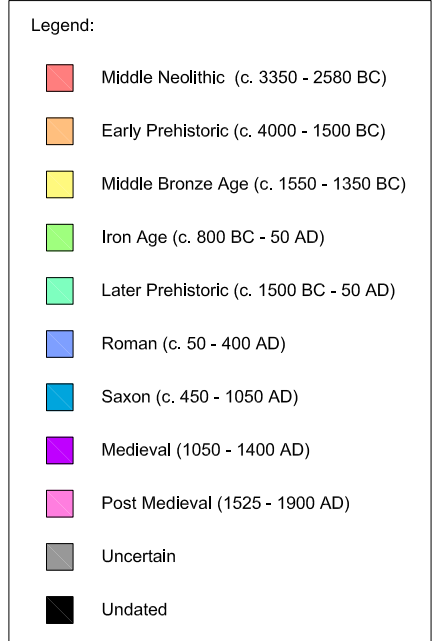 Legend:
Middle Neolithic (c. 3350 - 2580 BC)
Early Prehistoric (c. 4000 - 1500 BC)
Middle Bronze Age (c. 1550 - 1350 BC)
Iron Age (c. 800 BC - 50 AD)
Later Prehistoric (c. 1500 BC - 50 AD)
Roman (c. 50 - 400 AD)
Saxon (c. 450 - 1050 AD)
Medieval (1050 - 1400 AD)
Post Medieval (1525 - 1900 AD)
Uncertain
Undated